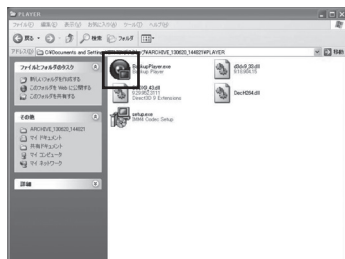 PLAYER
ファイル(F) 編集(E) 表示(V) お気に入り(A) ツール(T) ヘルプ(H)
戻る 検索 フォルダ
アドレス(D) C:¥Documents and Settings ¥ARCHIVE_130620_144821¥PLAYER 移動
ファイルとフォルダのタスク
新しいフォルダを作成する
このフォルダを Web に公開する
このフォルダを共有する
その他
ARCHIVE_130620_144821
マイ ドキュメント
共有ドキュメント
マイ コンピュータ
マイ ネットワーク
詳細
BackupPlayer.exe
Backup Player
d3dx9_33.dll
Direct3D 9 Extensions
DecH264.dll
setup.exe